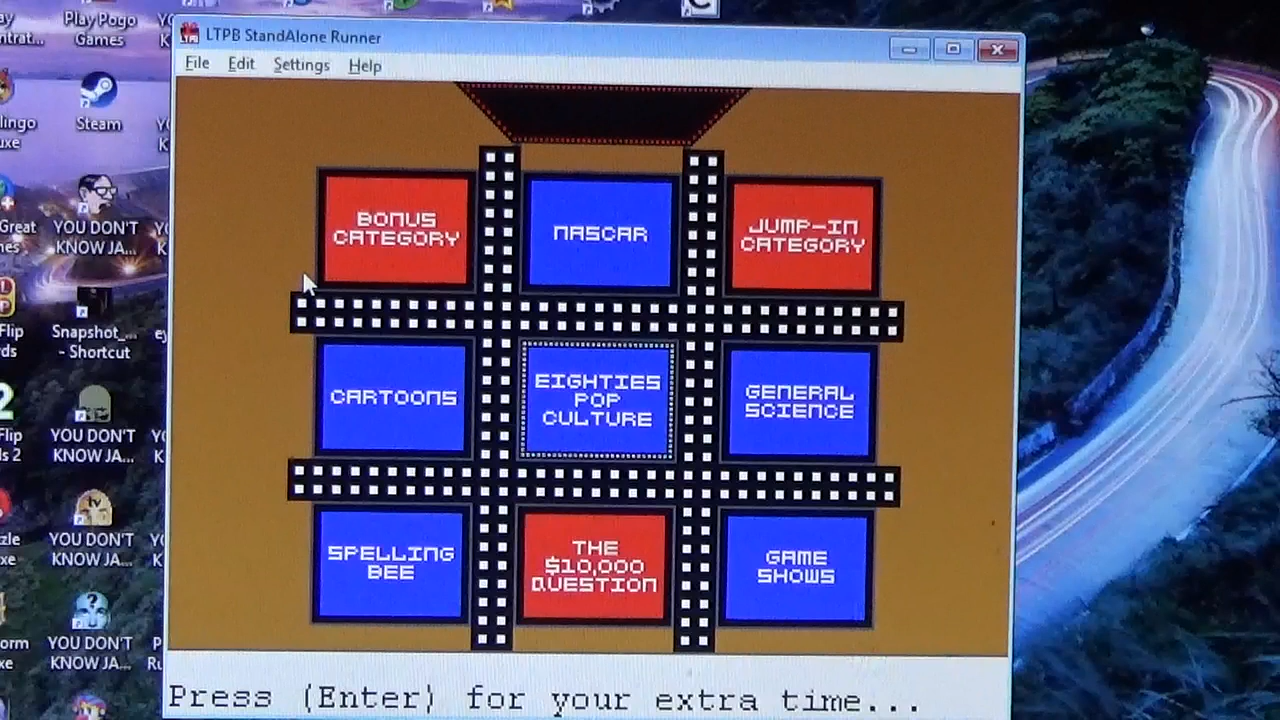 Play Pogo
Games
LTPB StandAlone Runner
File Edit Settings Help
Steam
YOU DON'T
KNOW JA...
Snapshot_...
- Shortcut
YOU DON'T
KNOW JA...
YOU DON'T
KNOW JA...
YOU DON'T
KNOW JA...
BONUS
CATEGORY
NASCAR
JUMP-IN
CATEGORY
CARTOONS
EIGHTIES
POP
CULTURE
GENERAL
SCIENCE
SPELLING
BEE
THE
$10,000
QUESTION
GAME
SHOWS
Press (Enter) for your extra time...